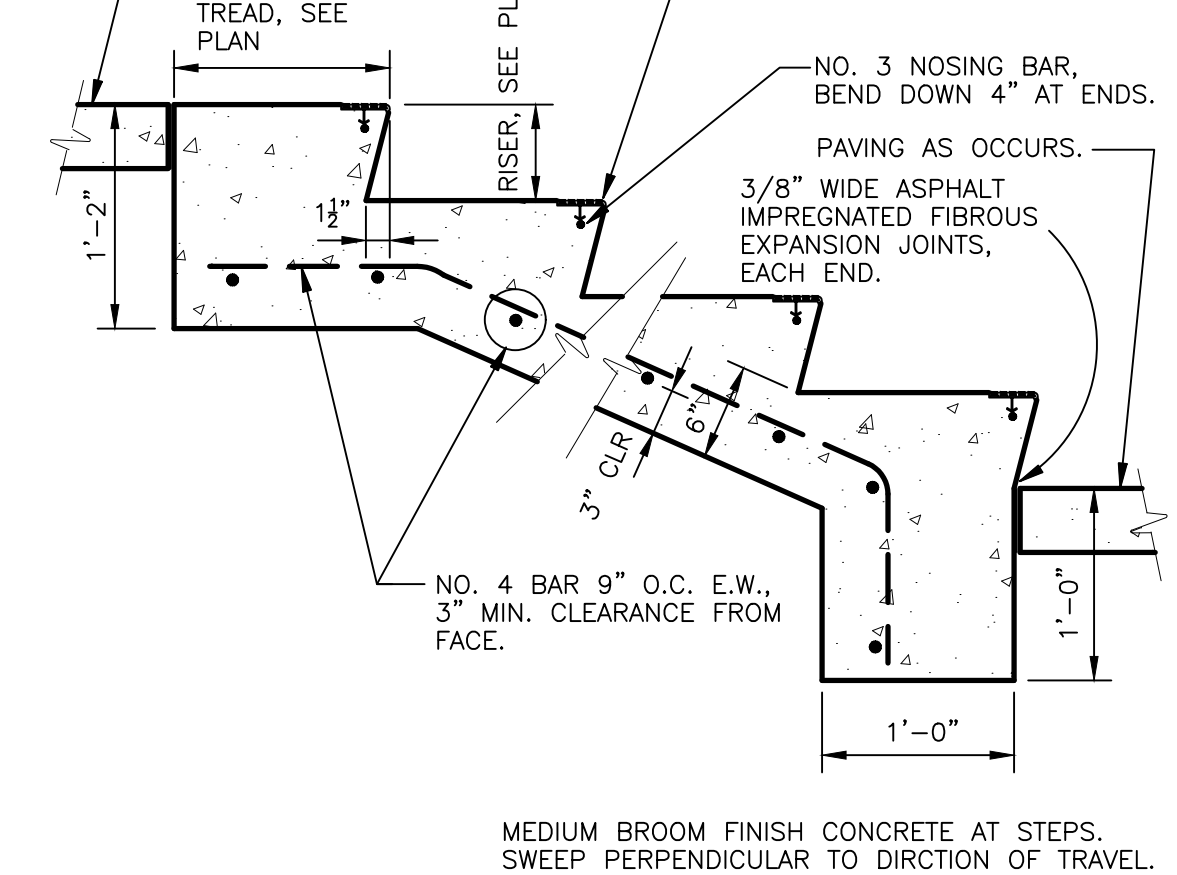 TREAD, SEE
PLAN
RISER, SEE PL
NO. 3 NOSING BAR,
BEND DOWN 4" AT ENDS.
PAVING AS OCCURS.
3/8" WIDE ASPHALT
IMPREGNATED FIBROUS
EXPANSION JOINTS,
EACH END.
1'-2"
1½"
6"
3" CLR
NO. 4 BAR 9" O.C. E.W.,
3" MIN. CLEARANCE FROM
FACE.
1'-0"
1'-0"
MEDIUM BROOM FINISH CONCRETE AT STEPS.
SWEEP PERPENDICULAR TO DIRCTION OF TRAVEL.